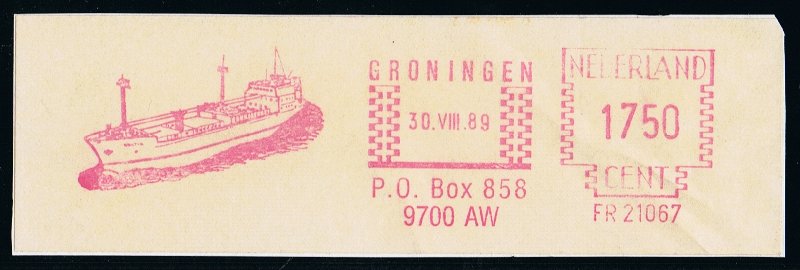 GRONINGEN
30.VIII.89
P.O. Box 858
9700 AW
NEDERLAND
1750
CENT
FR 21067